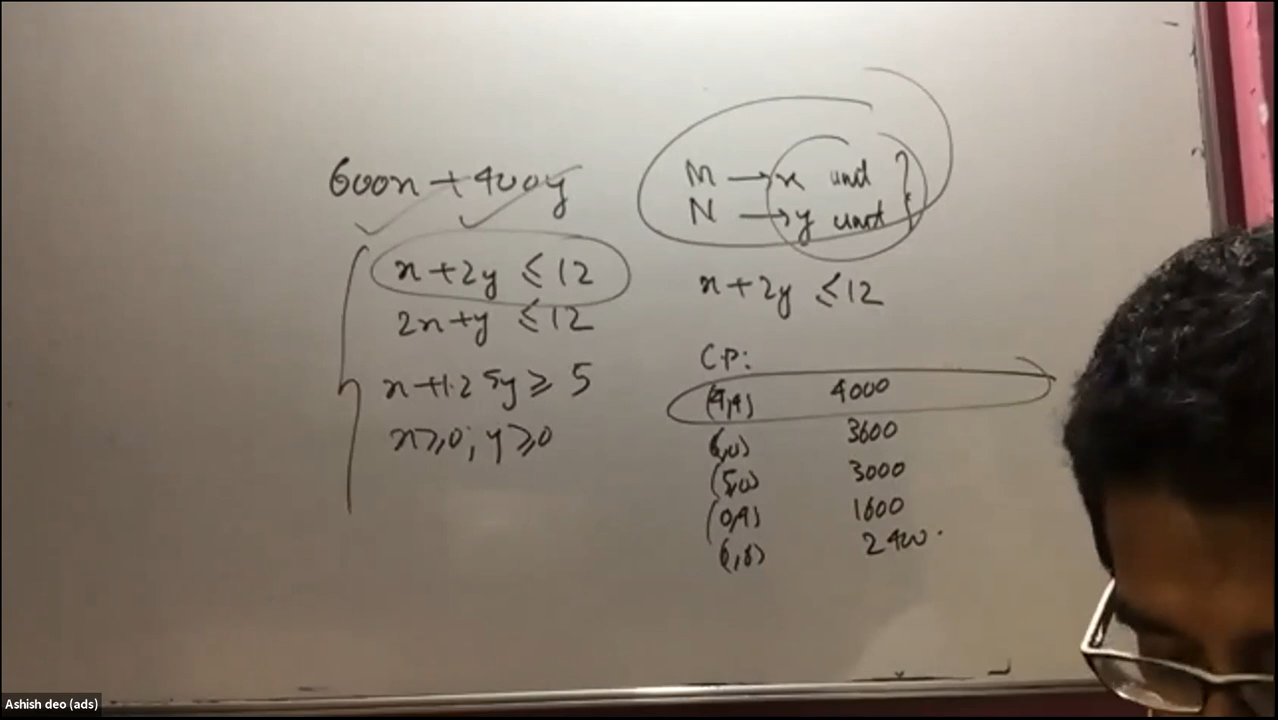 600x + 400y
x + 2y ≤ 12
2x + y ≤ 12
x + 1.25y ≥ 5
x ≥ 0; y ≥ 0
M → x unit
N → y unit
x + 2y ≤ 12
C.P:
(4,4) 4000
(6,0) 3600
(5,0) 3000
(0,4) 1600
(0,6) 2400.
Ashish deo (ads)